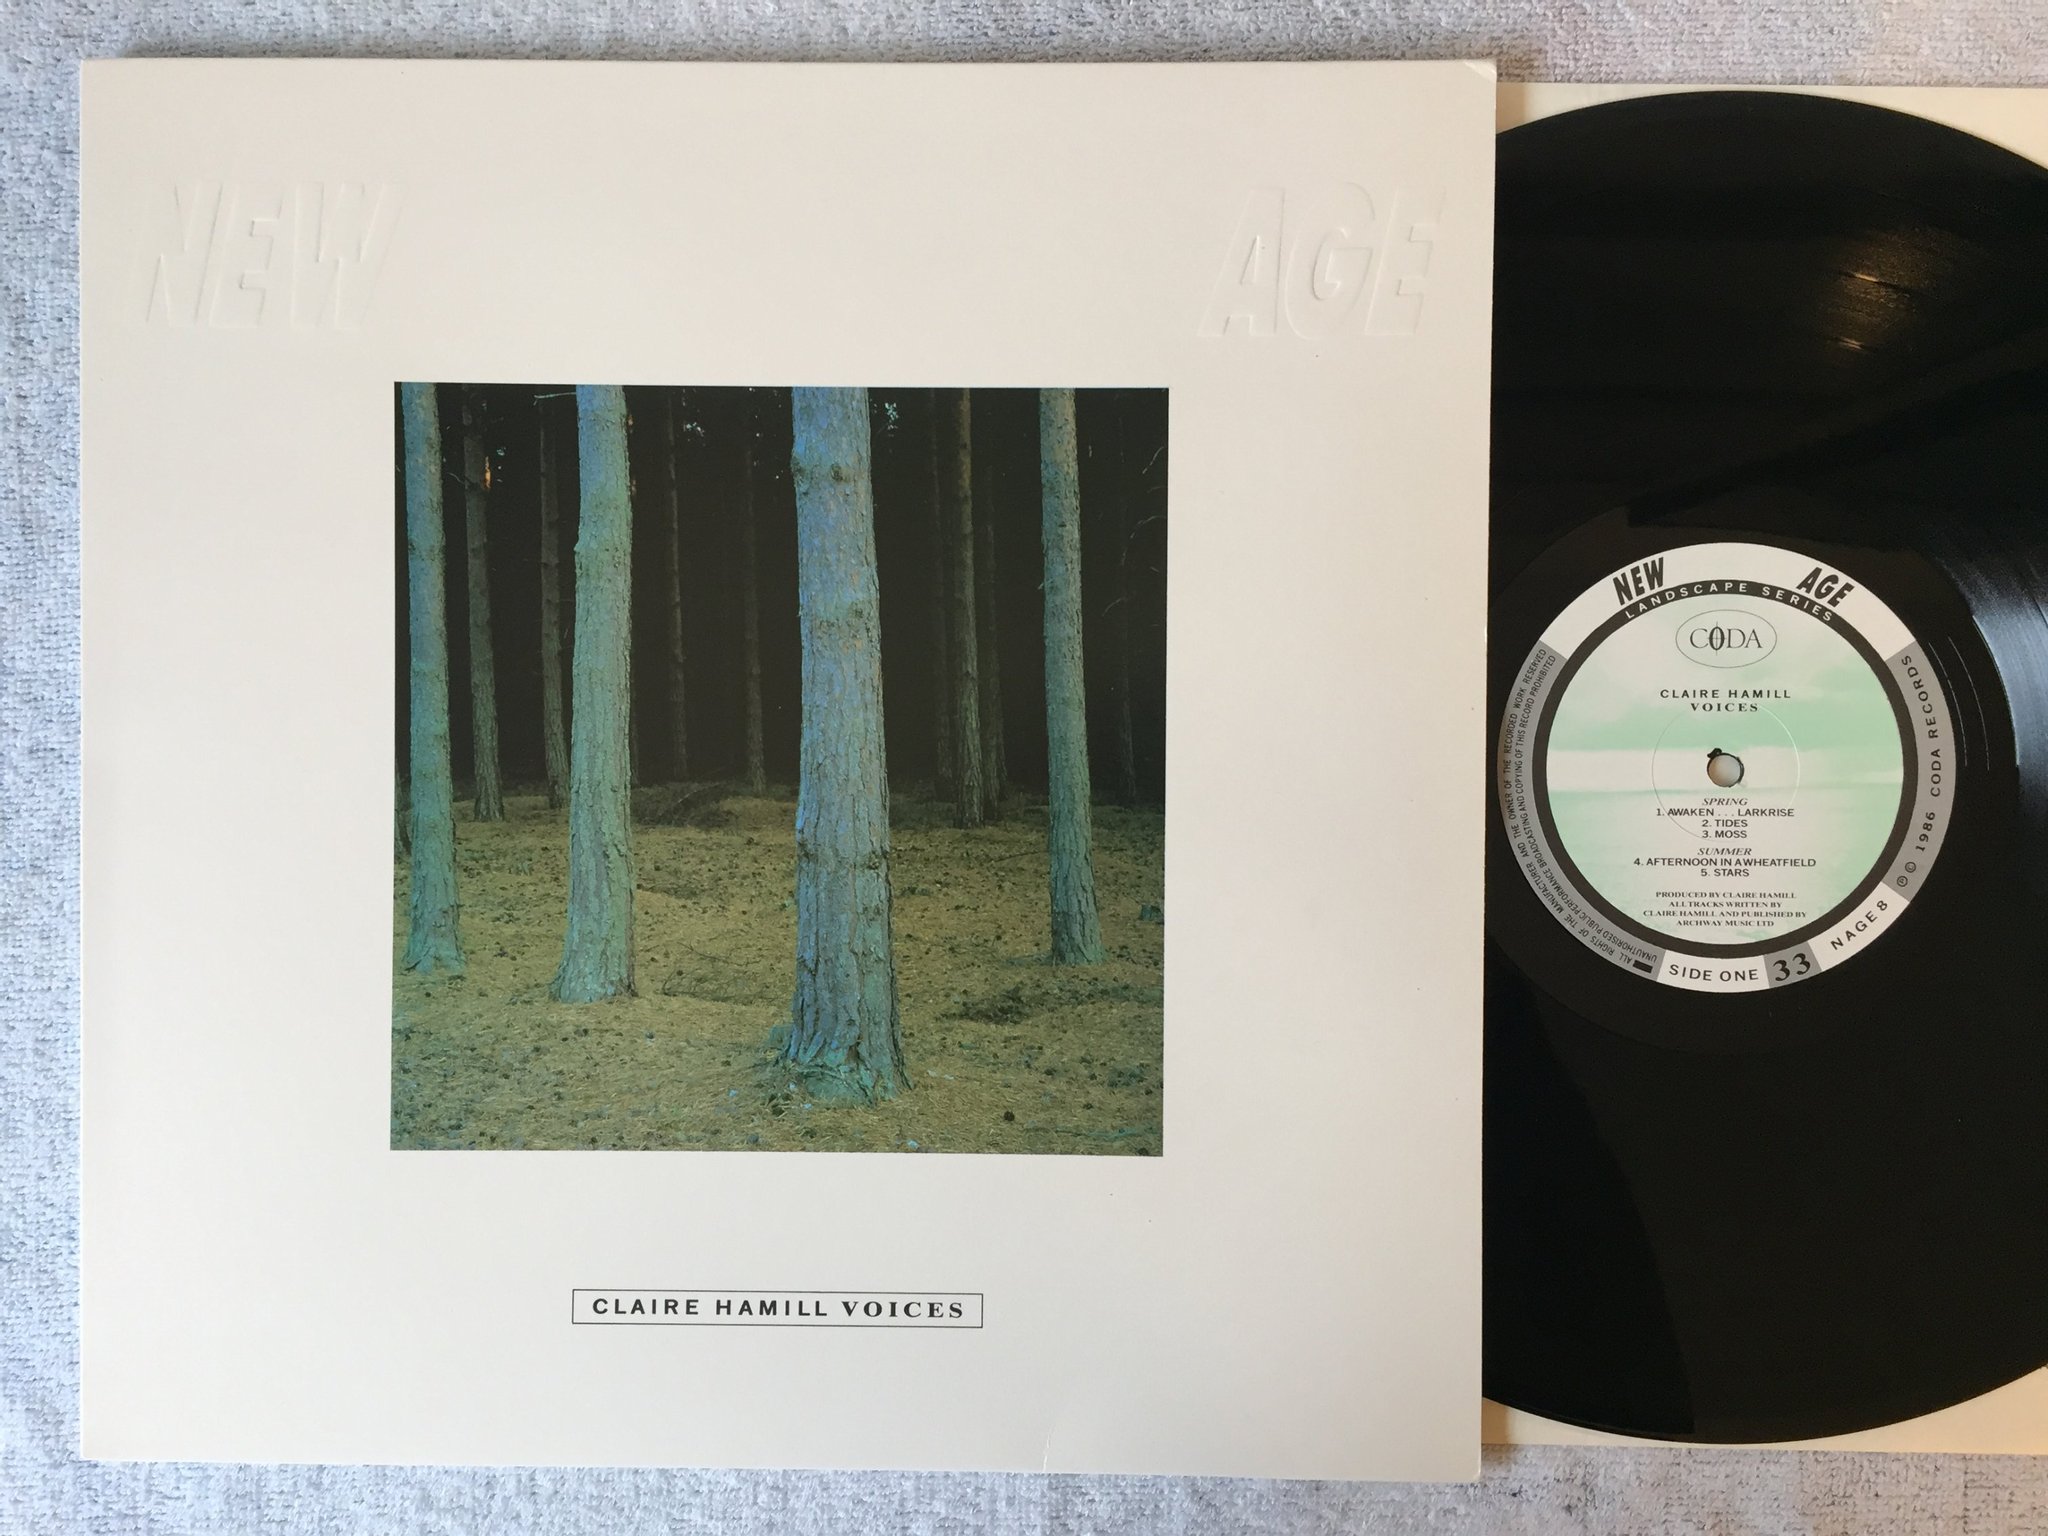 NEW AGE
CLAIRE HAMILL VOICES
NEW AGE
LANDSCAPE SERIES
CODA
CLAIRE HAMILL
VOICES
SPRING
1. AWAKEN . . . LARKRISE
2. TIDES
3. MOSS
SUMMER
4. AFTERNOON IN A WHEATFIELD
5. STARS
PRODUCED BY CLAIRE HAMILL
ALL TRACKS WRITTEN BY
CLAIRE HAMILL AND PUBLISHED BY
ARCHWAY MUSIC LTD
SIDE ONE 33
NAGE 8
℗ © 1986 CODA RECORDS
ALL RIGHTS OF THE MANUFACTURER AND THE OWNER OF THE RECORDED WORK RESERVED
UNAUTHORISED PUBLIC PERFORMANCE BROADCASTING AND COPYING OF THIS RECORD PROHIBITED